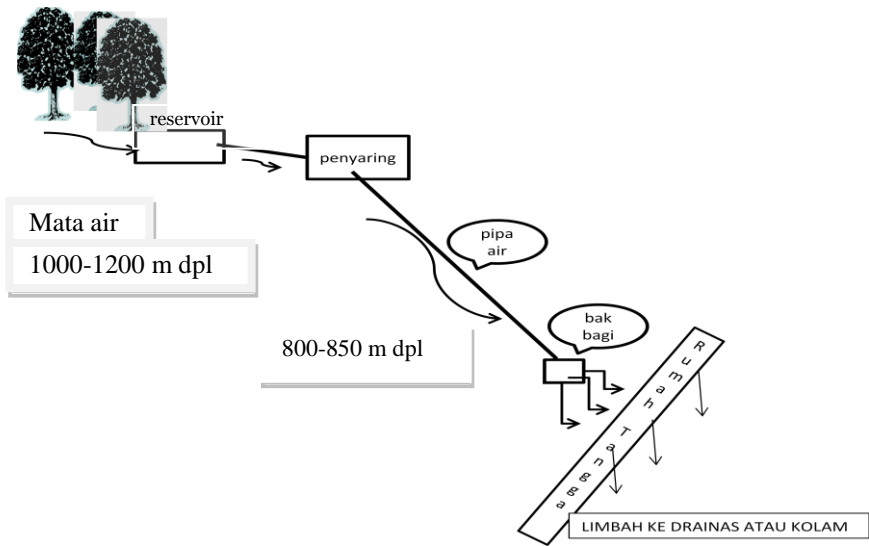 reservoir
penyaring
Mata air
1000-1200 m dpl
pipa
air
bak
bagi
800-850 m dpl
Rumah Tangga
LIMBAH KE DRAINAS ATAU KOLAM